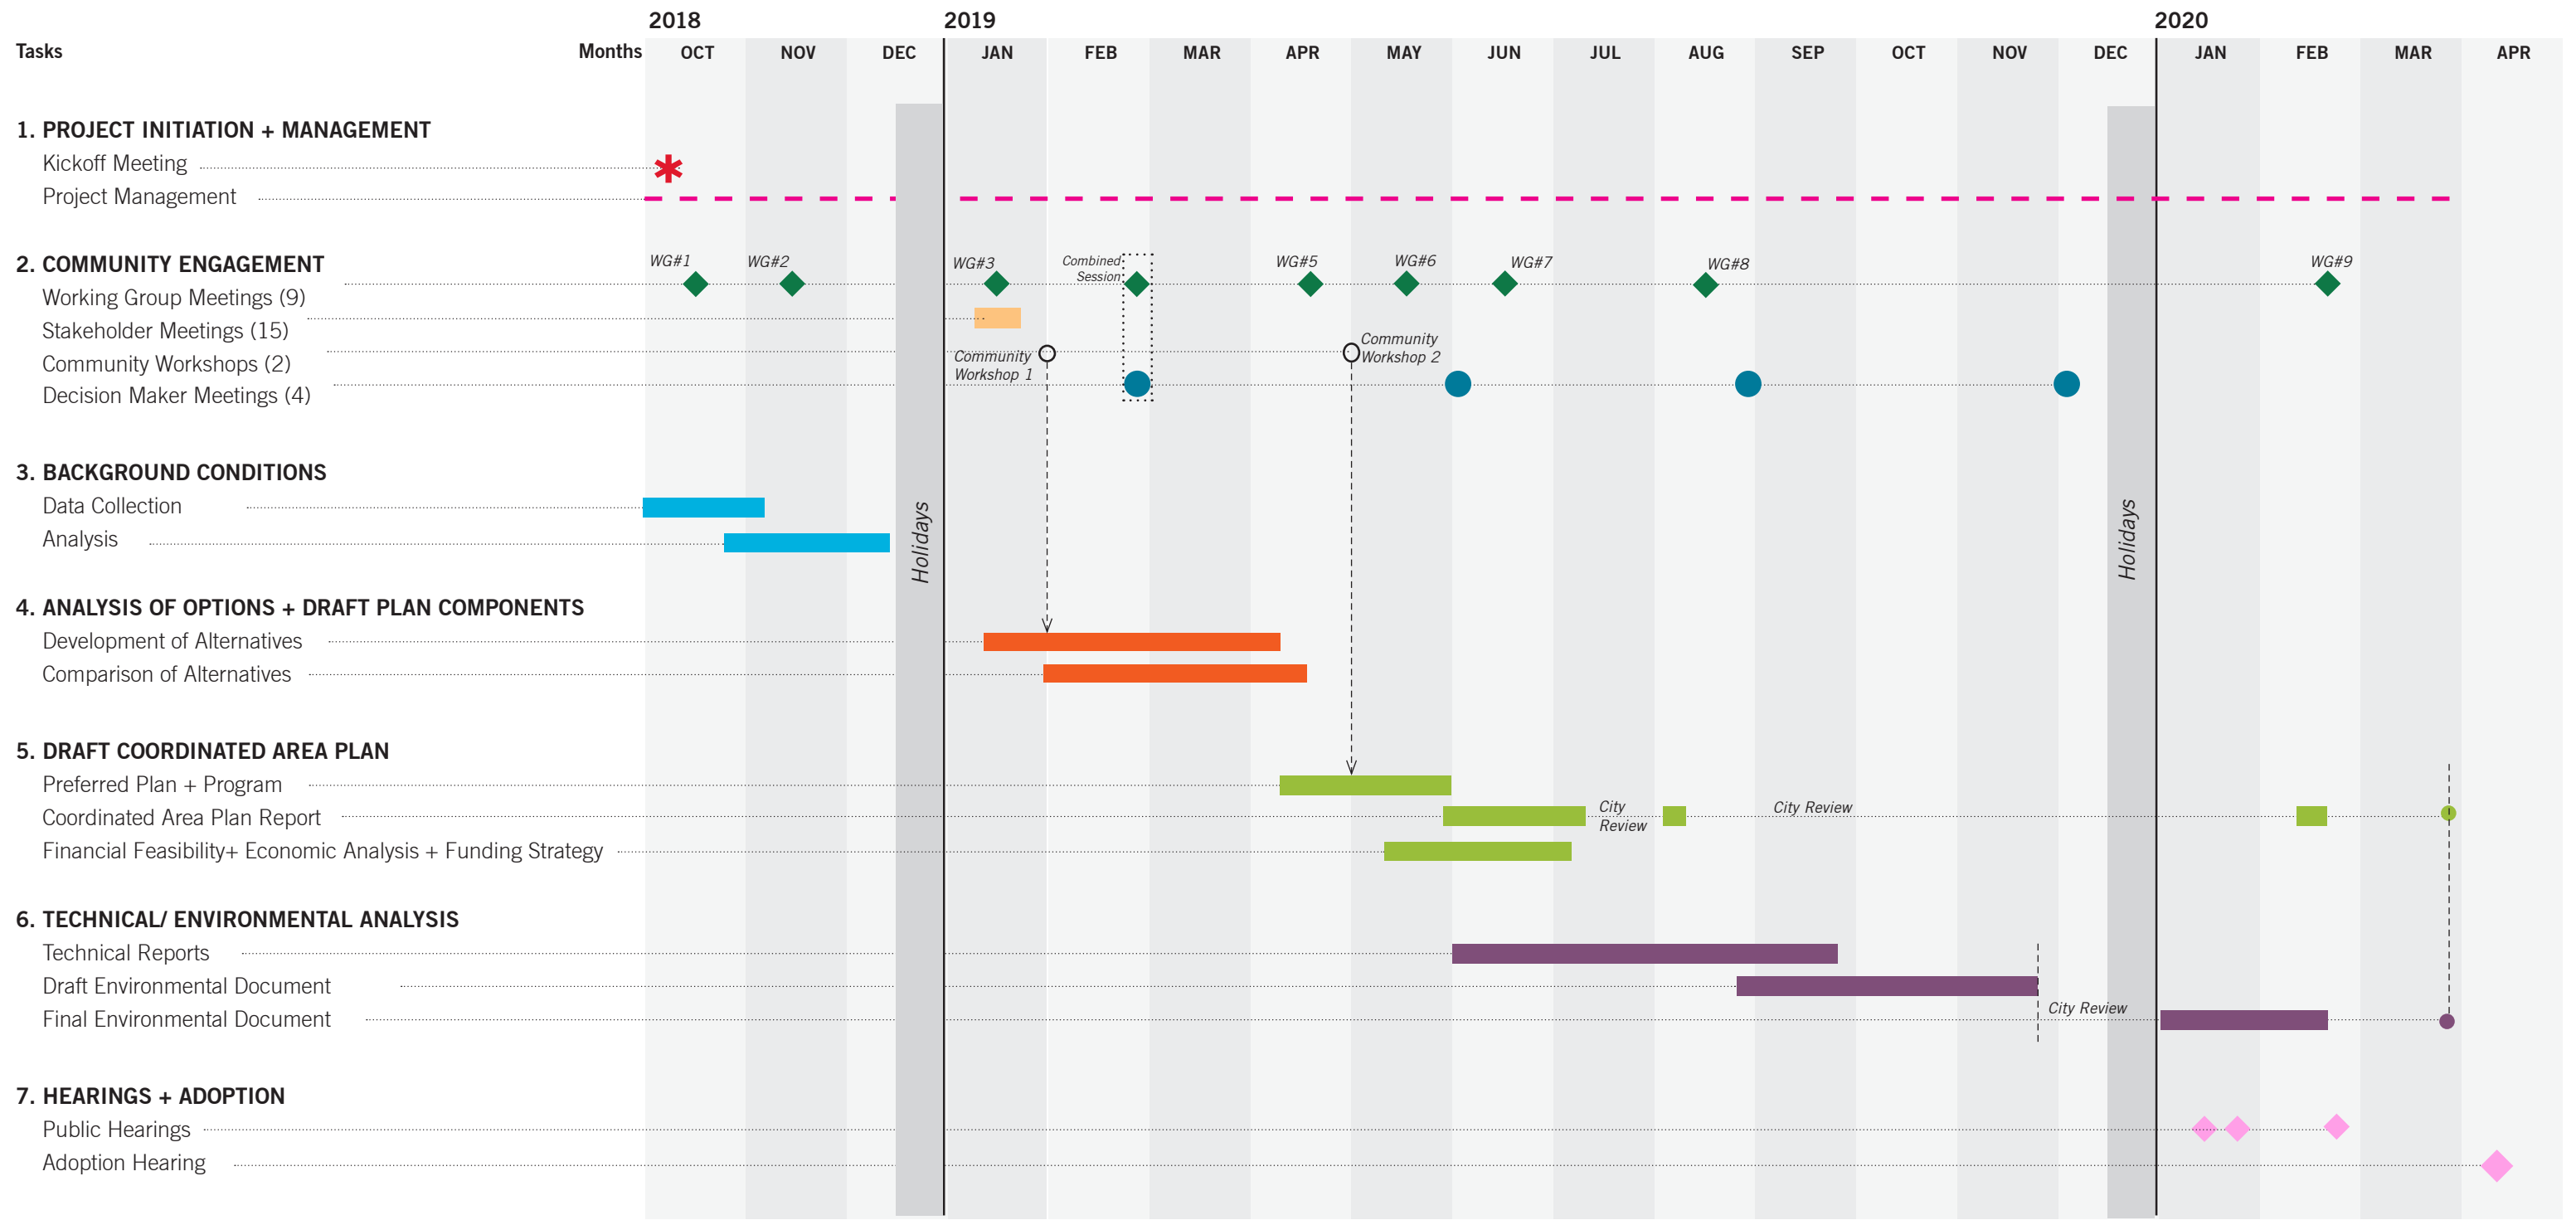 2018 2019 2020
Tasks Months OCT NOV DEC JAN FEB MAR APR MAY JUN JUL AUG SEP OCT NOV DEC JAN FEB MAR APR
1. PROJECT INITIATION + MANAGEMENT
Kickoff Meeting
Project Management
2. COMMUNITY ENGAGEMENT
WG#1 WG#2 WG#3 Combined WG#5 WG#6 WG#7 WG#8 WG#9
Session
Working Group Meetings (9)
Stakeholder Meetings (15)
Community Workshops (2)
Community
Workshop 1
Community
Workshop 2
Decision Maker Meetings (4)
3. BACKGROUND CONDITIONS
Data Collection
Analysis
Holidays
Holidays
4. ANALYSIS OF OPTIONS + DRAFT PLAN COMPONENTS
Development of Alternatives
Comparison of Alternatives
5. DRAFT COORDINATED AREA PLAN
Preferred Plan + Program
Coordinated Area Plan Report
City
Review
City Review
Financial Feasibility+ Economic Analysis + Funding Strategy
6. TECHNICAL/ ENVIRONMENTAL ANALYSIS
Technical Reports
Draft Environmental Document
City Review
Final Environmental Document
7. HEARINGS + ADOPTION
Public Hearings
Adoption Hearing